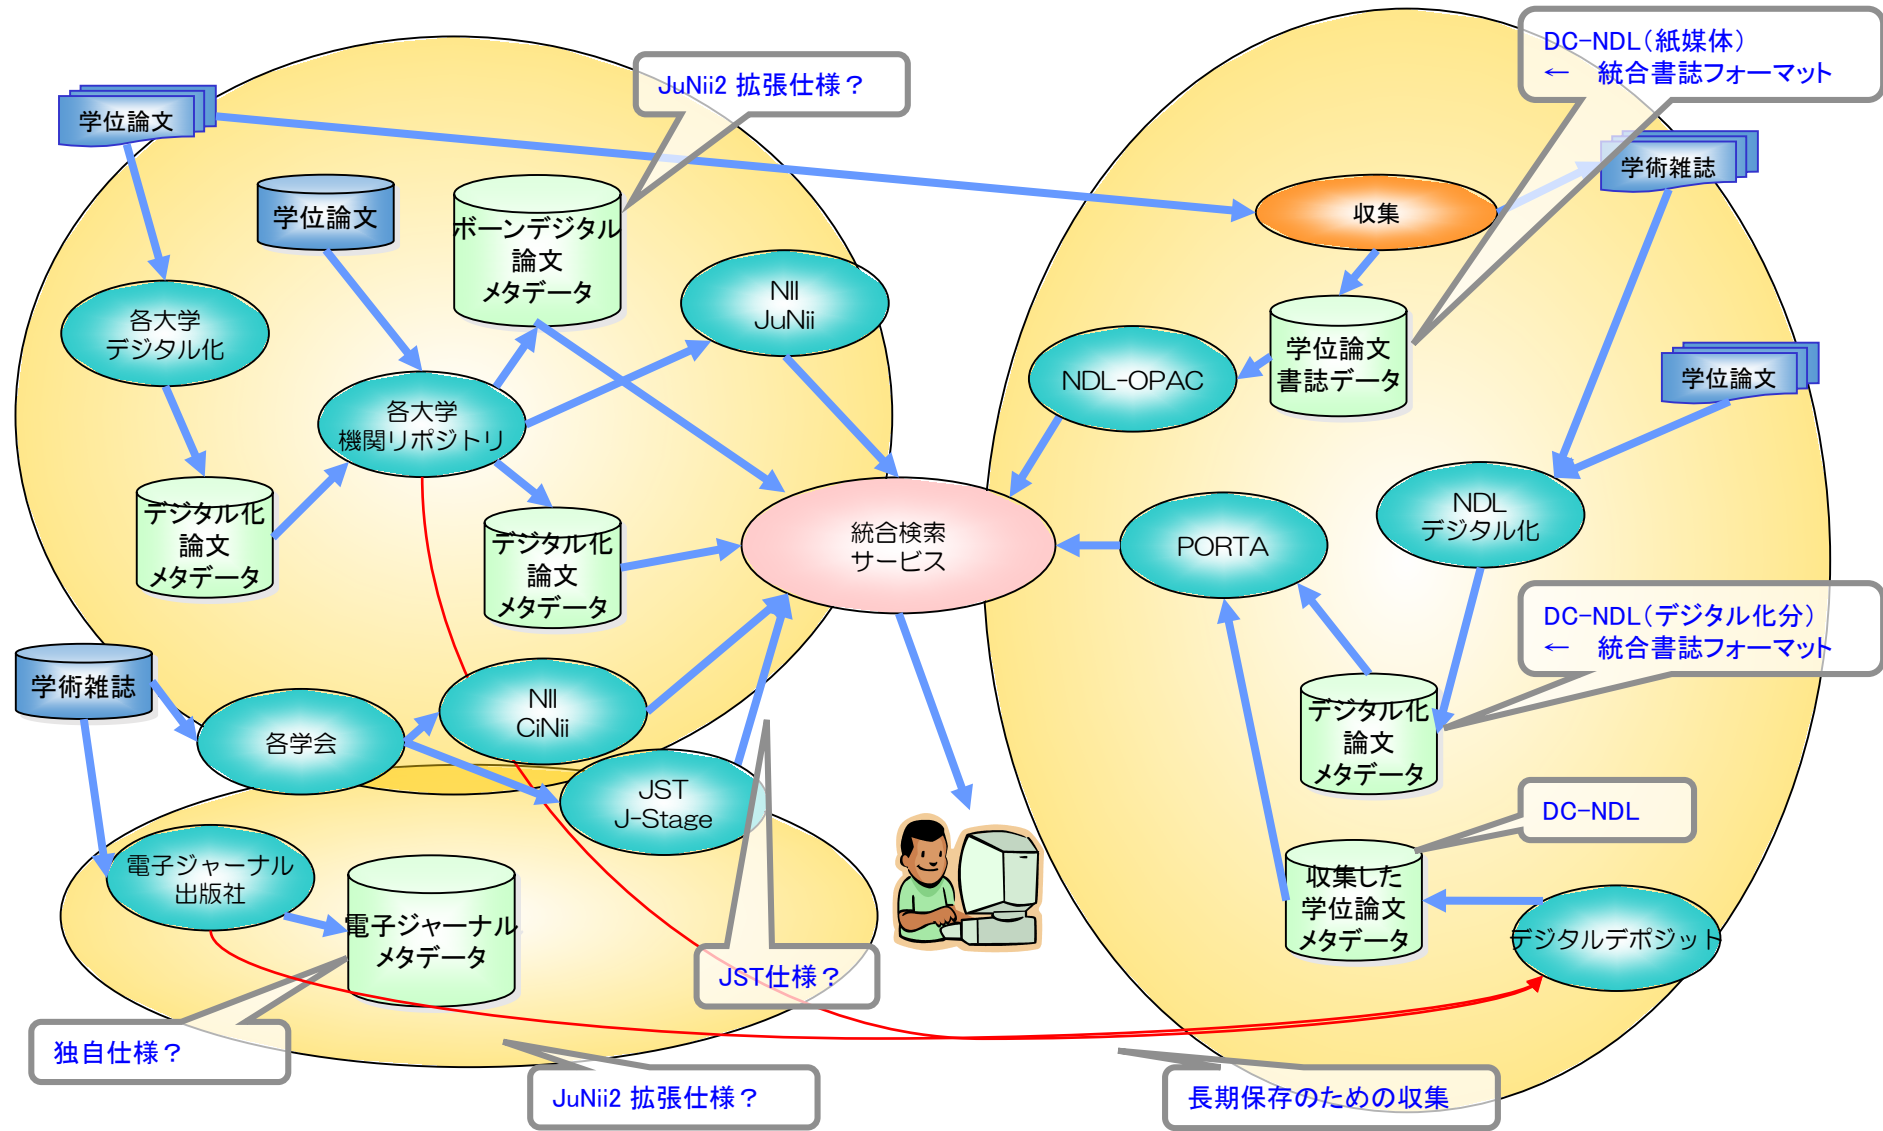 DC-NDL（紙媒体）
←　統合書誌フォーマット
JuNii2 拡張仕様？
学位論文
学術雑誌
学位論文
収集
ボーンデジタル
論文
メタデータ
NII
JuNii
各大学
デジタル化
学位論文
書誌データ
NDL-OPAC
学位論文
各大学
機関リポジトリ
NDL
デジタル化
デジタル化
論文
メタデータ
デジタル化
論文
メタデータ
統合検索
サービス
PORTA
DC-NDL（デジタル化分）
←　統合書誌フォーマット
学術雑誌
NII
CiNii
各学会
デジタル化
論文
メタデータ
JST
J-Stage
DC-NDL
電子ジャーナル
出版社
収集した
学位論文
メタデータ
電子ジャーナル
メタデータ
デジタルデポジット
JST仕様？
独自仕様？
JuNii2 拡張仕様？
長期保存のための収集